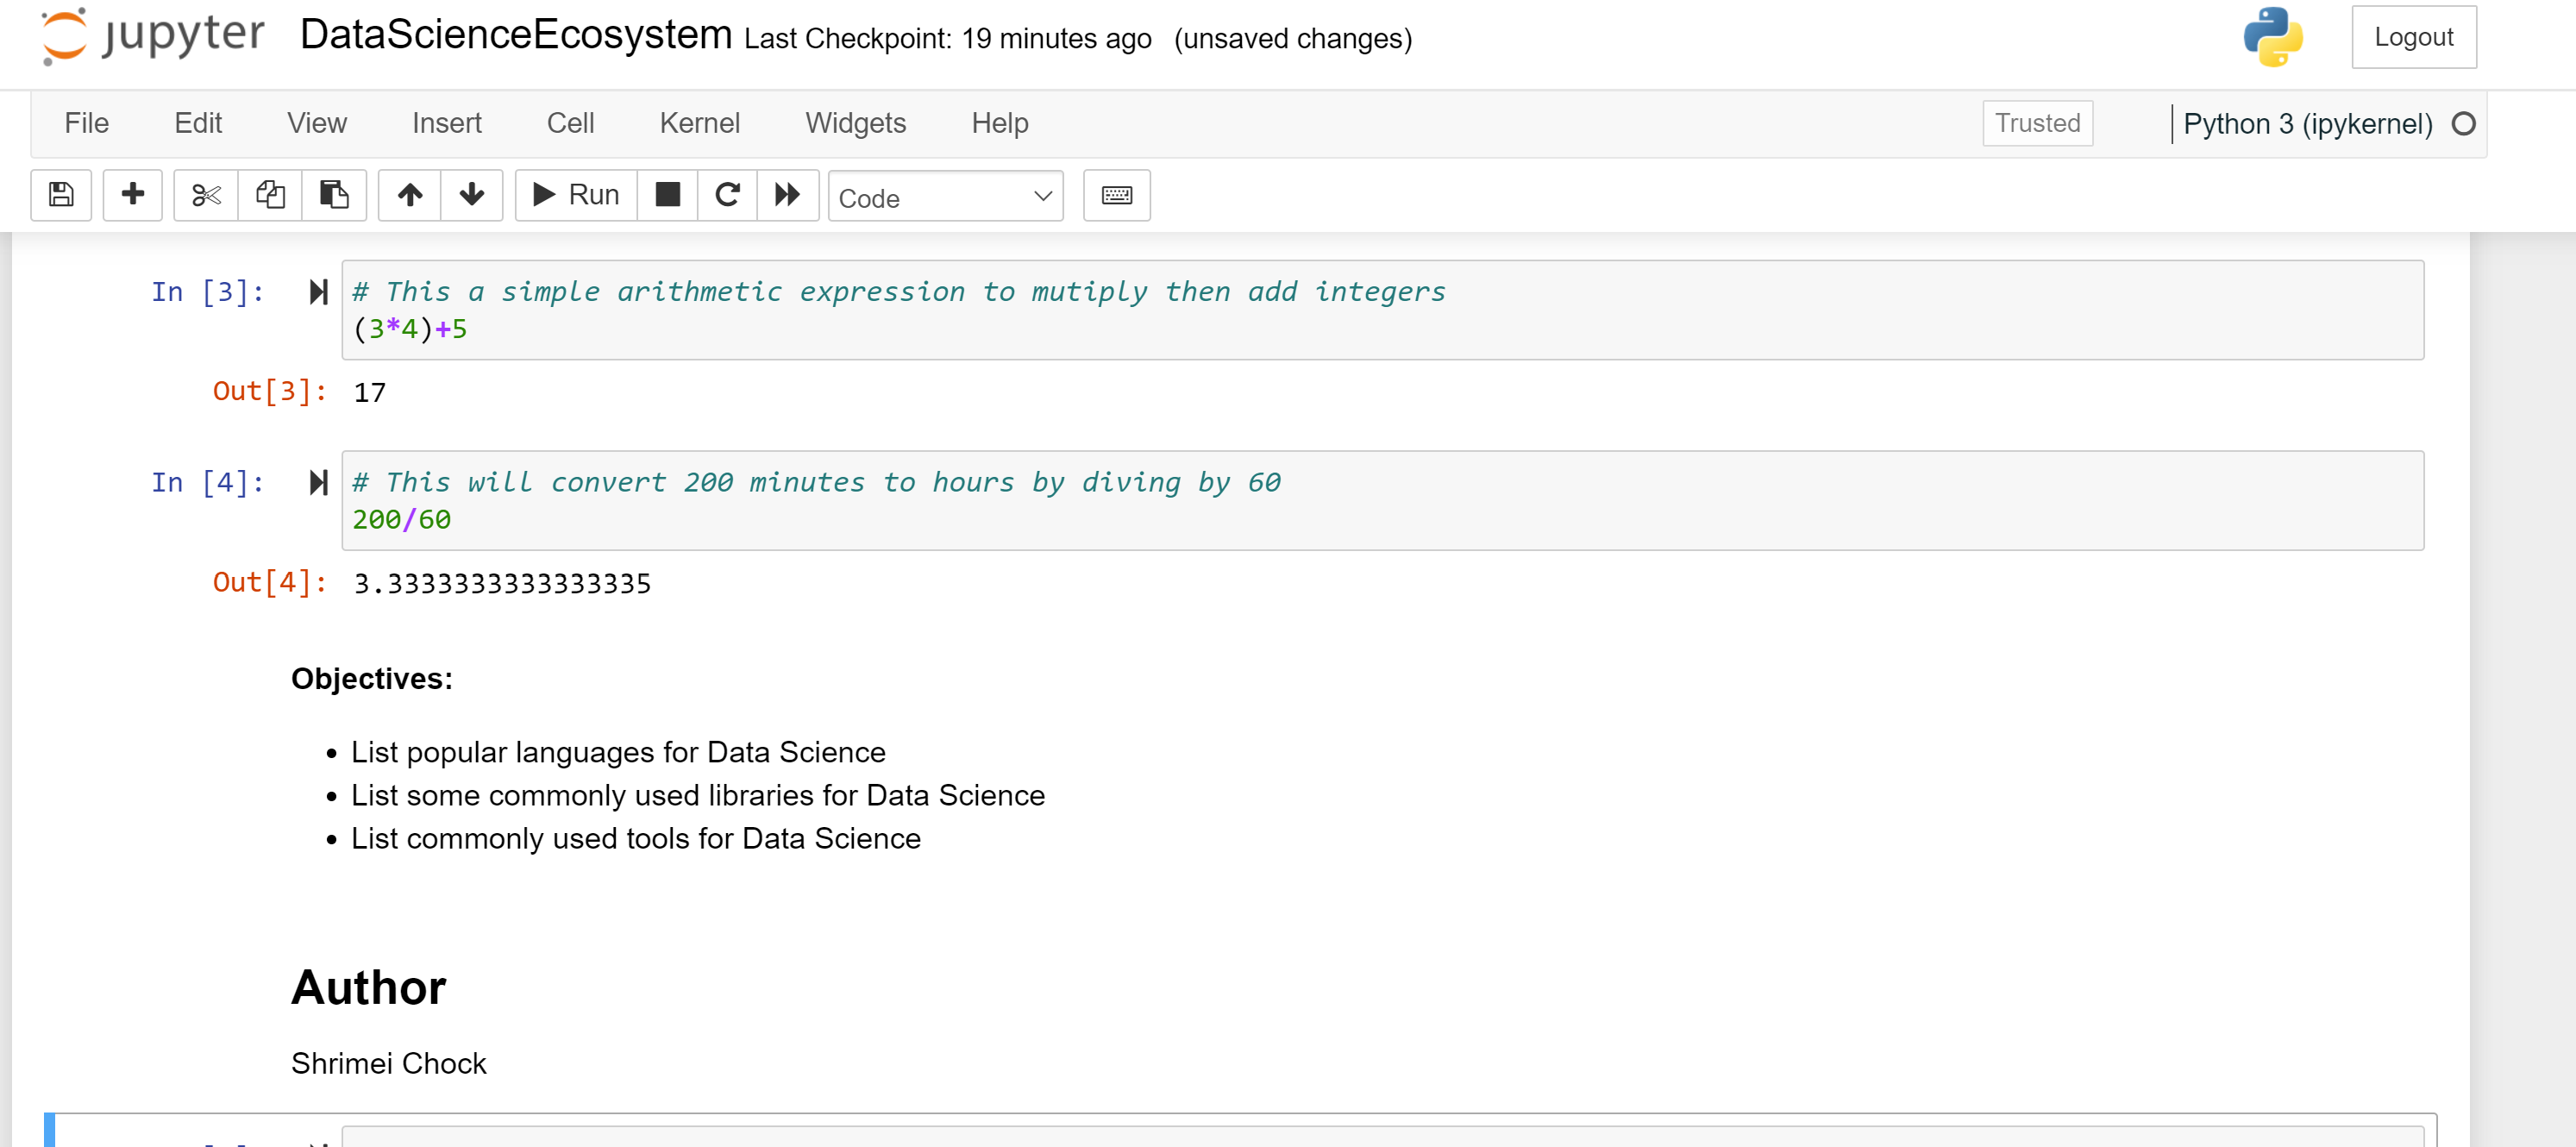 jupyter DataScienceEcosystem Last Checkpoint: 19 minutes ago (unsaved changes) Logout
File Edit View Insert Cell Kernel Widgets Help Trusted Python 3 (ipykernel)
Run Code
In [3]: # This a simple arithmetic expression to mutiply then add integers
(3*4)+5
Out[3]: 17
In [4]: # This will convert 200 minutes to hours by diving by 60
200/60
Out[4]: 3.3333333333333335
Objectives:
• List popular languages for Data Science
• List some commonly used libraries for Data Science
• List commonly used tools for Data Science
Author
Shrimei Chock